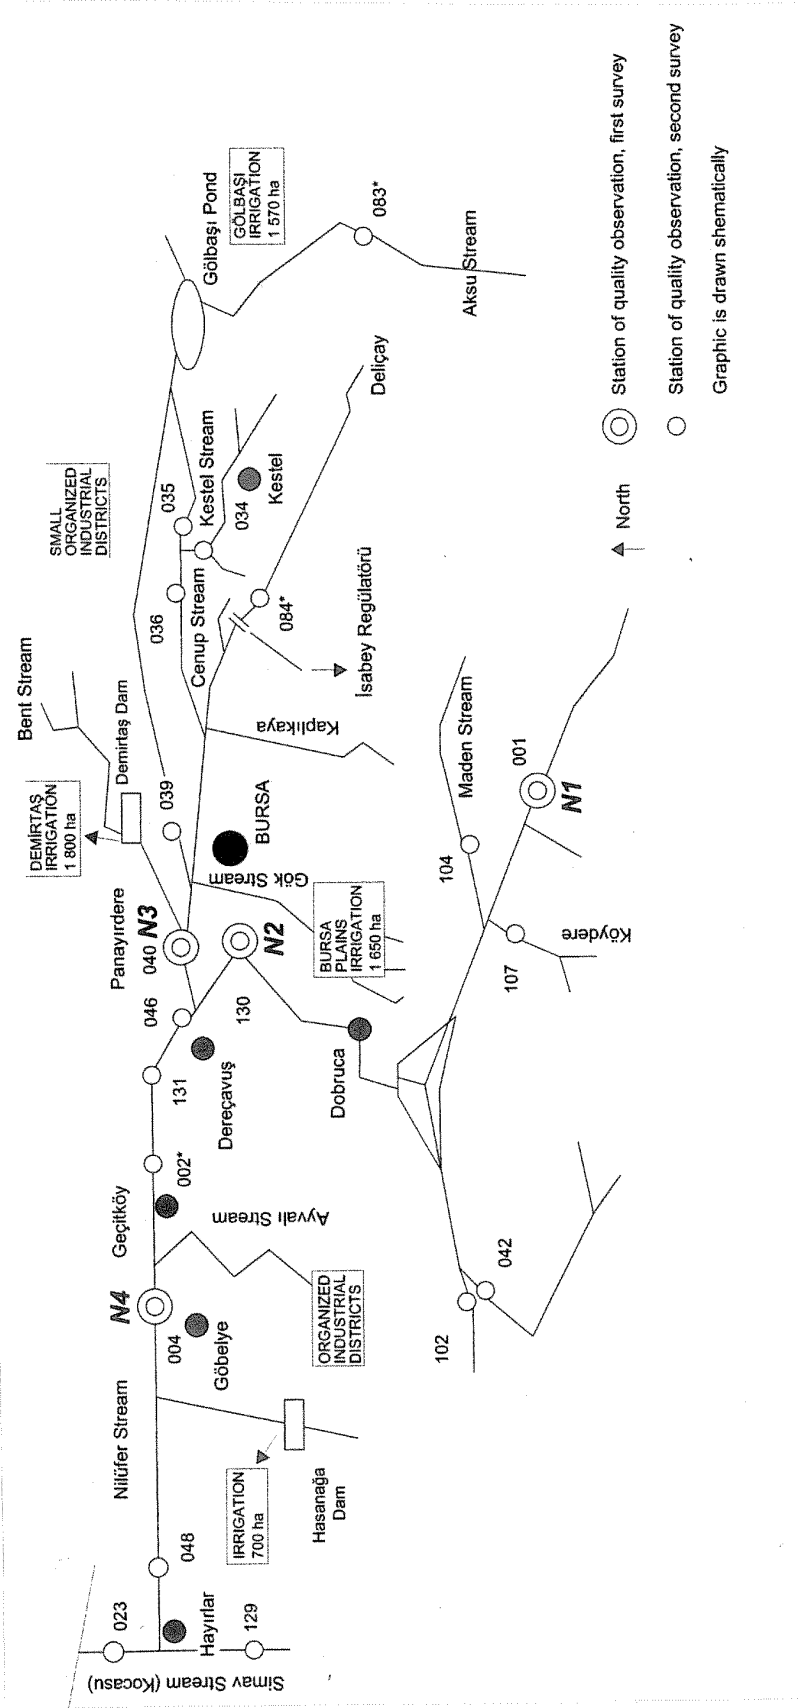 Bent Stream
SMALL
ORGANIZED
INDUSTRIAL
DISTRICTS
DEMİRTAŞ
IRRIGATION
1 800 ha
Demirtaş Dam
Panayırdere
N3
040
039
036
035
Gölbaşı Pond
GÖLBAŞI
IRRIGATION
1 570 ha
083*
Aksu Stream
Kestel Stream
034
Kestel
Deliçay
Cenup Stream
084*
Isabey Regülatörü
Kaplıkaya
BURSA
Gök Stream
N2
130
046
131
Dereçavuş
BURSA
PLAINS
IRRIGATION
1 650 ha
Dobruca
002*
Geçitköy
Ayvalı Stream
N4
004
Göbelye
ORGANIZED
INDUSTRIAL
DISTRICTS
Nilüfer Stream
IRRIGATION
700 ha
Hasanağa
Dam
048
023
Hayırlar
129
Simav Stream (Kocasu)
Maden Stream
104
001
N1
107
Köydere
042
102
North
Station of quality observation, first survey
Station of quality observation, second survey
Graphic is drawn shematically